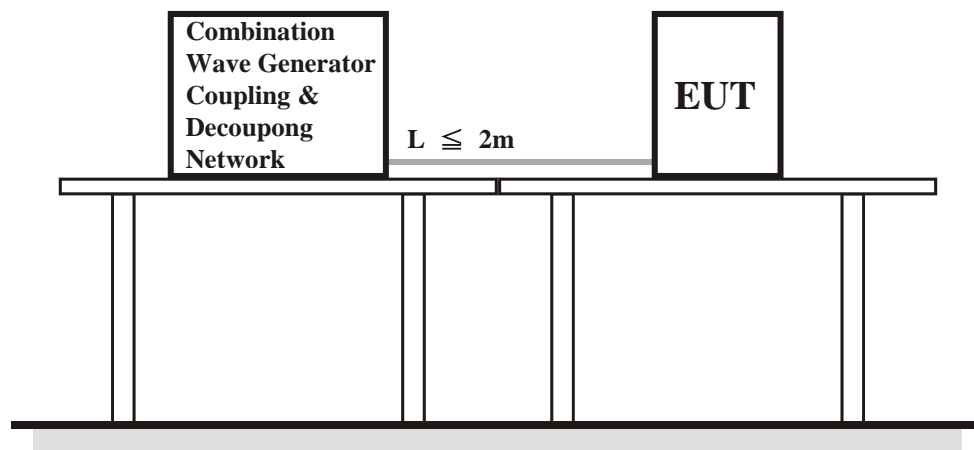 Combination
Wave Generator
Coupling &
Decoupong
Network
L ≦ 2m
EUT